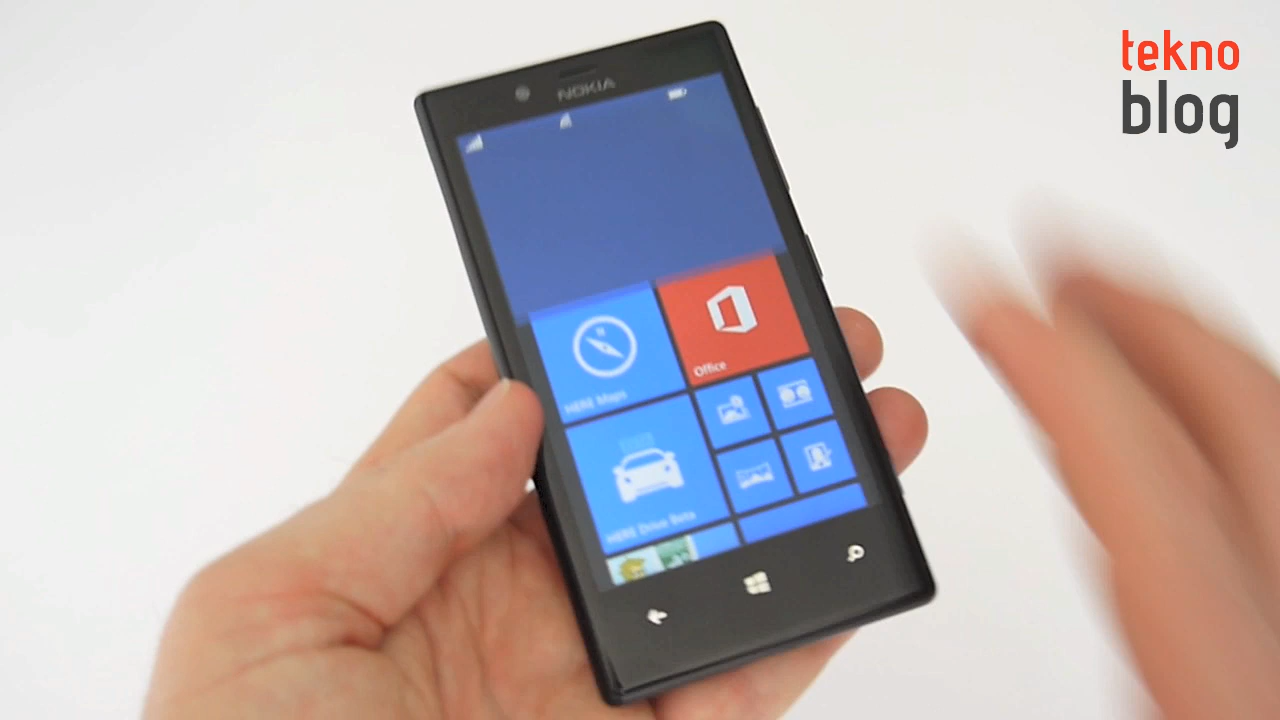 tekno
blog
NOKIA
Office
HERE Maps
HERE Drive Beta